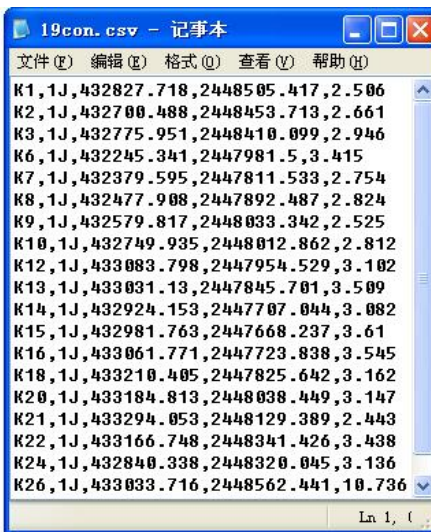 19con.csv - 记事本
文件(F) 编辑(E) 格式(O) 查看(V) 帮助(H)
K1,1J,432827.718,2448505.417,2.506
K2,1J,432700.488,2448453.713,2.661
K3,1J,432775.951,2448410.099,2.946
K6,1J,432245.341,2447981.5,3.415
K7,1J,432379.595,2447811.533,2.754
K8,1J,432477.908,2447892.487,2.824
K9,1J,432579.817,2448033.342,2.525
K10,1J,432749.935,2448012.862,2.812
K12,1J,433083.798,2447954.529,3.102
K13,1J,433031.13,2447845.701,3.509
K14,1J,432924.153,2447707.044,3.082
K15,1J,432981.763,2447668.237,3.61
K16,1J,433061.771,2447723.838,3.545
K18,1J,433210.405,2447825.642,3.162
K20,1J,433184.813,2448038.449,3.147
K21,1J,433294.053,2448129.389,2.443
K22,1J,433166.748,2448341.426,3.438
K24,1J,432840.338,2448320.045,3.136
K26,1J,433033.716,2448562.441,10.736
Ln 1, (